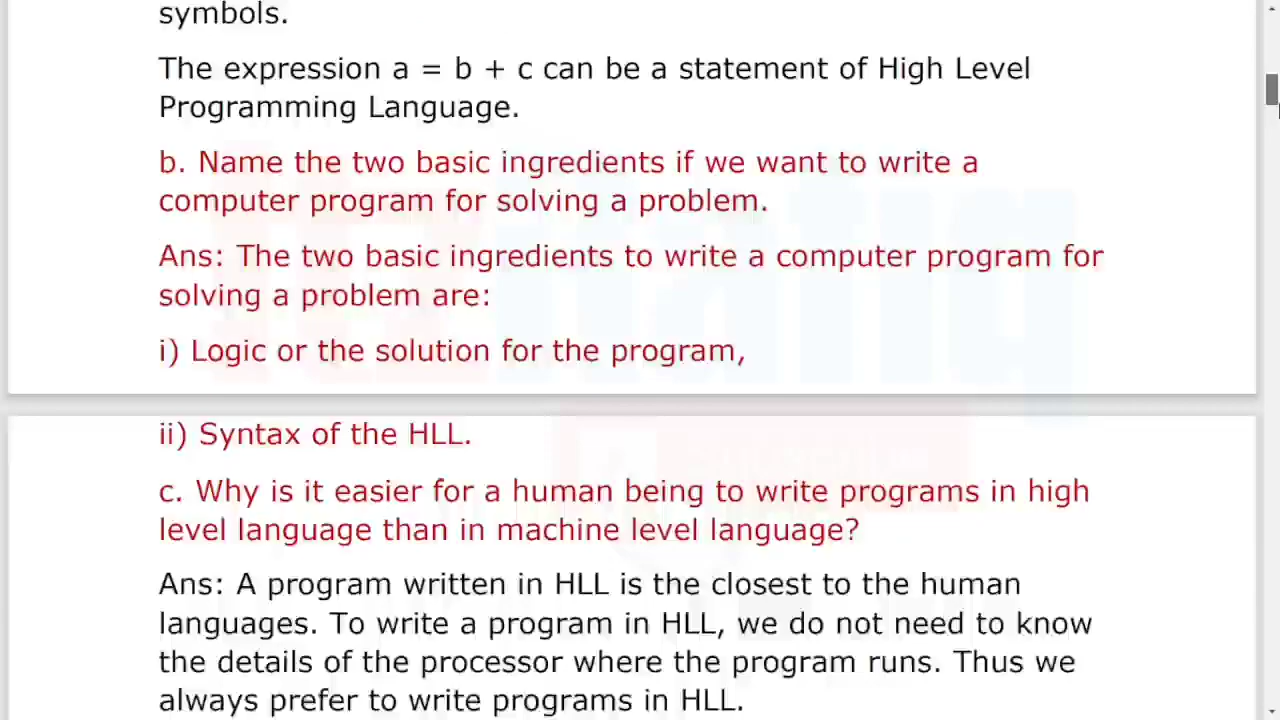 symbols.
The expression a = b + c can be a statement of High Level
Programming Language.
b. Name the two basic ingredients if we want to write a
computer program for solving a problem.
Ans: The two basic ingredients to write a computer program for
solving a problem are:
i) Logic or the solution for the program,
ii) Syntax of the HLL.
c. Why is it easier for a human being to write programs in high
level language than in machine level language?
Ans: A program written in HLL is the closest to the human
languages. To write a program in HLL, we do not need to know
the details of the processor where the program runs. Thus we
always prefer to write programs in HLL.